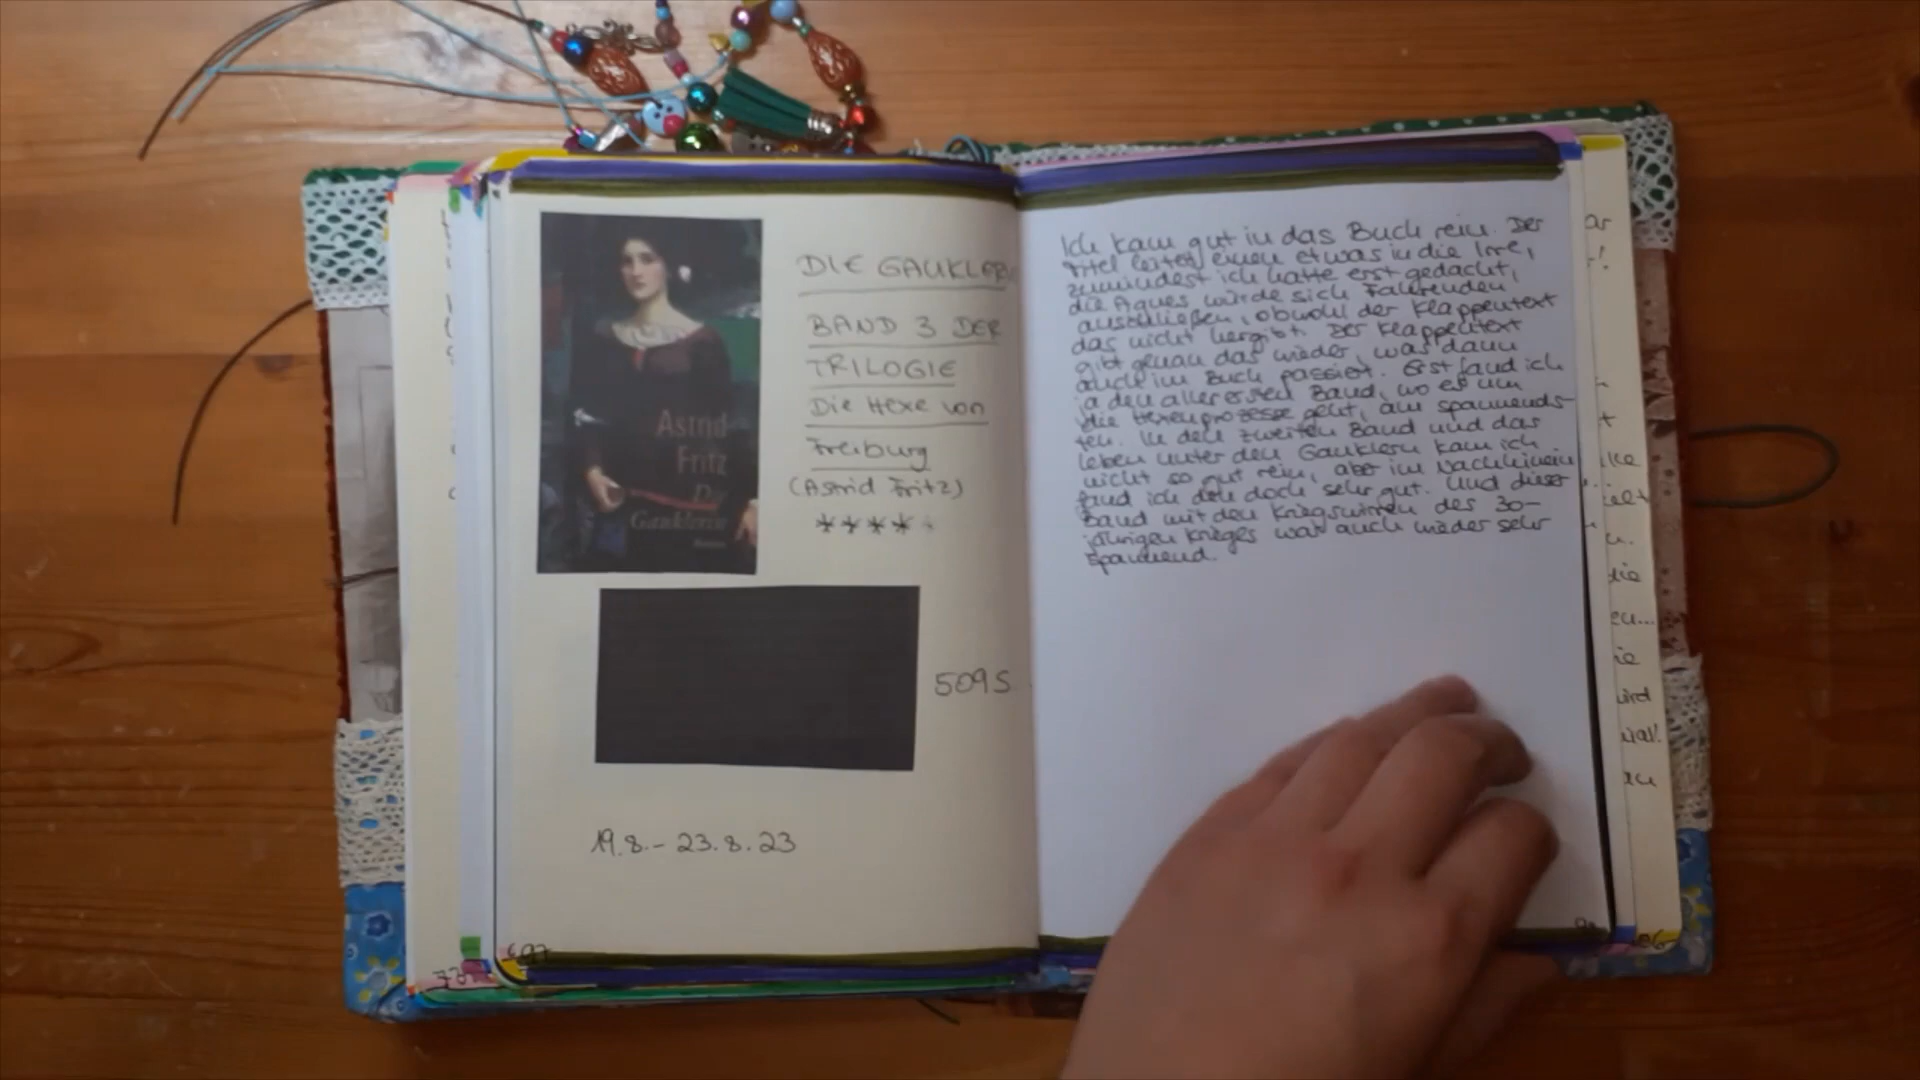 Astrid
Fritz
Die
Gauklerin
Roman
DIE GAUKLERIN
BAND 3 DER
TRILOGIE
Die Hexe von
Freiburg
(Astrid Fritz)
509 S.
19.8. – 23.8.23
Ich kam gut in das Buch rein. Der
Titel leitet einen etwas in die Irre,
zumindest ich hatte erst gedacht,
die Agnes würde sich Fahrenden
anschließen, obwohl der Klappentext
das nicht hergibt. Der Klappentext
gibt genau das wieder, was dann
auch im Buch passiert. Erst fand ich
ja den allerersten Band, wo es um
die Hexenprozesse geht, am spannends-
ten. In den zweiten Band und das
Leben unter den Gauklern kam ich
nicht so gut rein, aber im Nachhinein
fand ich den doch sehr gut. Und dieser
Band mit den Kriegswirren des 30-
jährigen Krieges war auch wieder sehr
spannend.